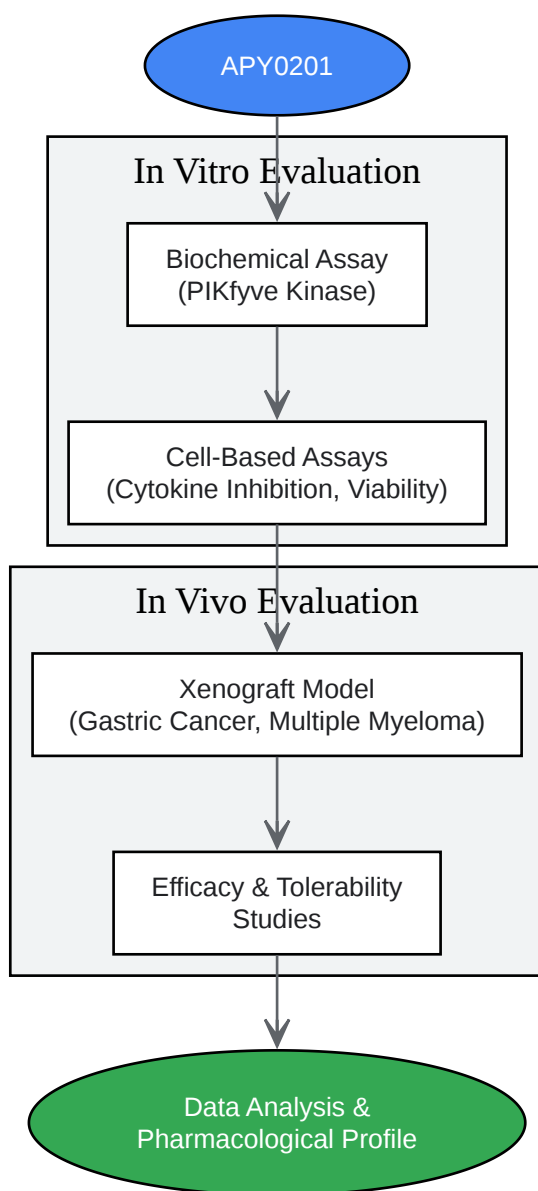 APY0201
In Vitro Evaluation
Biochemical Assay
(PIKfyve Kinase)
Cell-Based Assays
(Cytokine Inhibition, Viability)
In Vivo Evaluation
Xenograft Model
(Gastric Cancer, Multiple Myeloma)
Efficacy & Tolerability
Studies
Data Analysis &
Pharmacological Profile